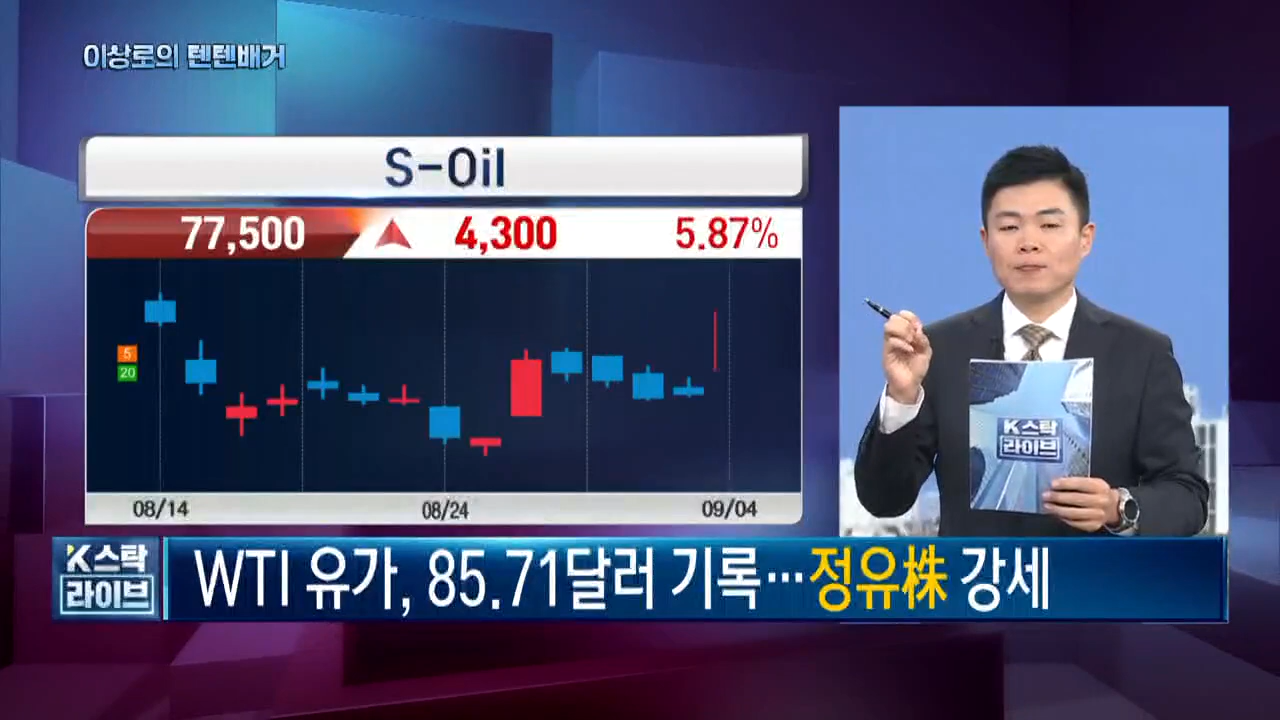 이상로의 텐텐배거
S-Oil
77,500 ▲ 4,300 5.87%
5
20
08/14 08/24 09/04
K스탁
라이브
K스탁
라이브
WTI 유가, 85.71달러 기록…정유株 강세